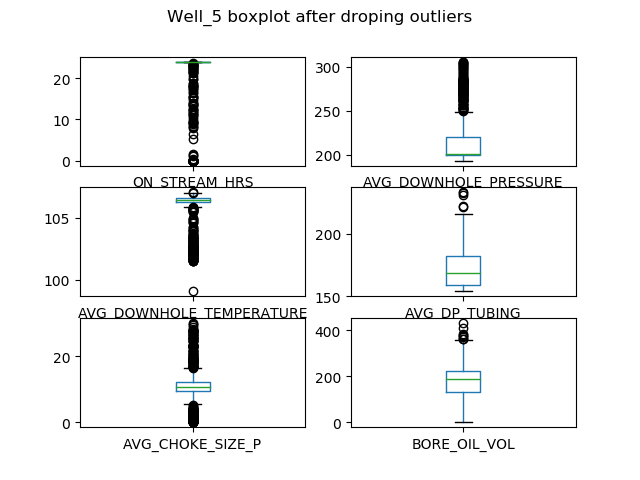 Well_5 boxplot after droping outliers
20
10
0
ON_STREAM_HRS
300
250
200
AVG_DOWNHOLE_PRESSURE
105
100
AVG_DOWNHOLE_TEMPERATURE
200
150
AVG_DP_TUBING
20
0
AVG_CHOKE_SIZE_P
400
200
0
BORE_OIL_VOL